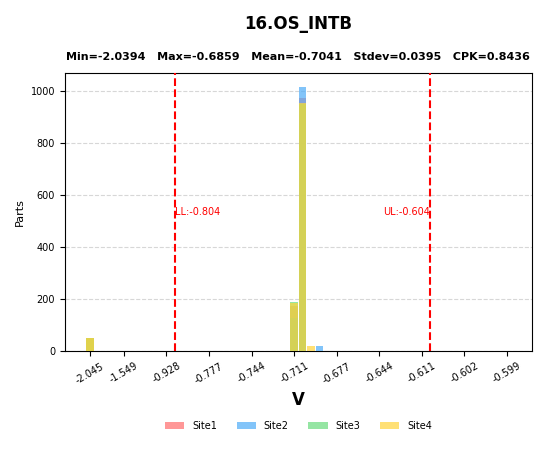 16.OS_INTB
Min=-2.0394 Max=-0.6859 Mean=-0.7041 Stdev=0.0395 CPK=0.8436
1000
800
600
400
200
0
Parts
LL:-0.804
UL:-0.604
-2.045 -1.549 -0.928 -0.777 -0.744 -0.711 -0.677 -0.644 -0.611 -0.602 -0.599
V
Site1 Site2 Site3 Site4